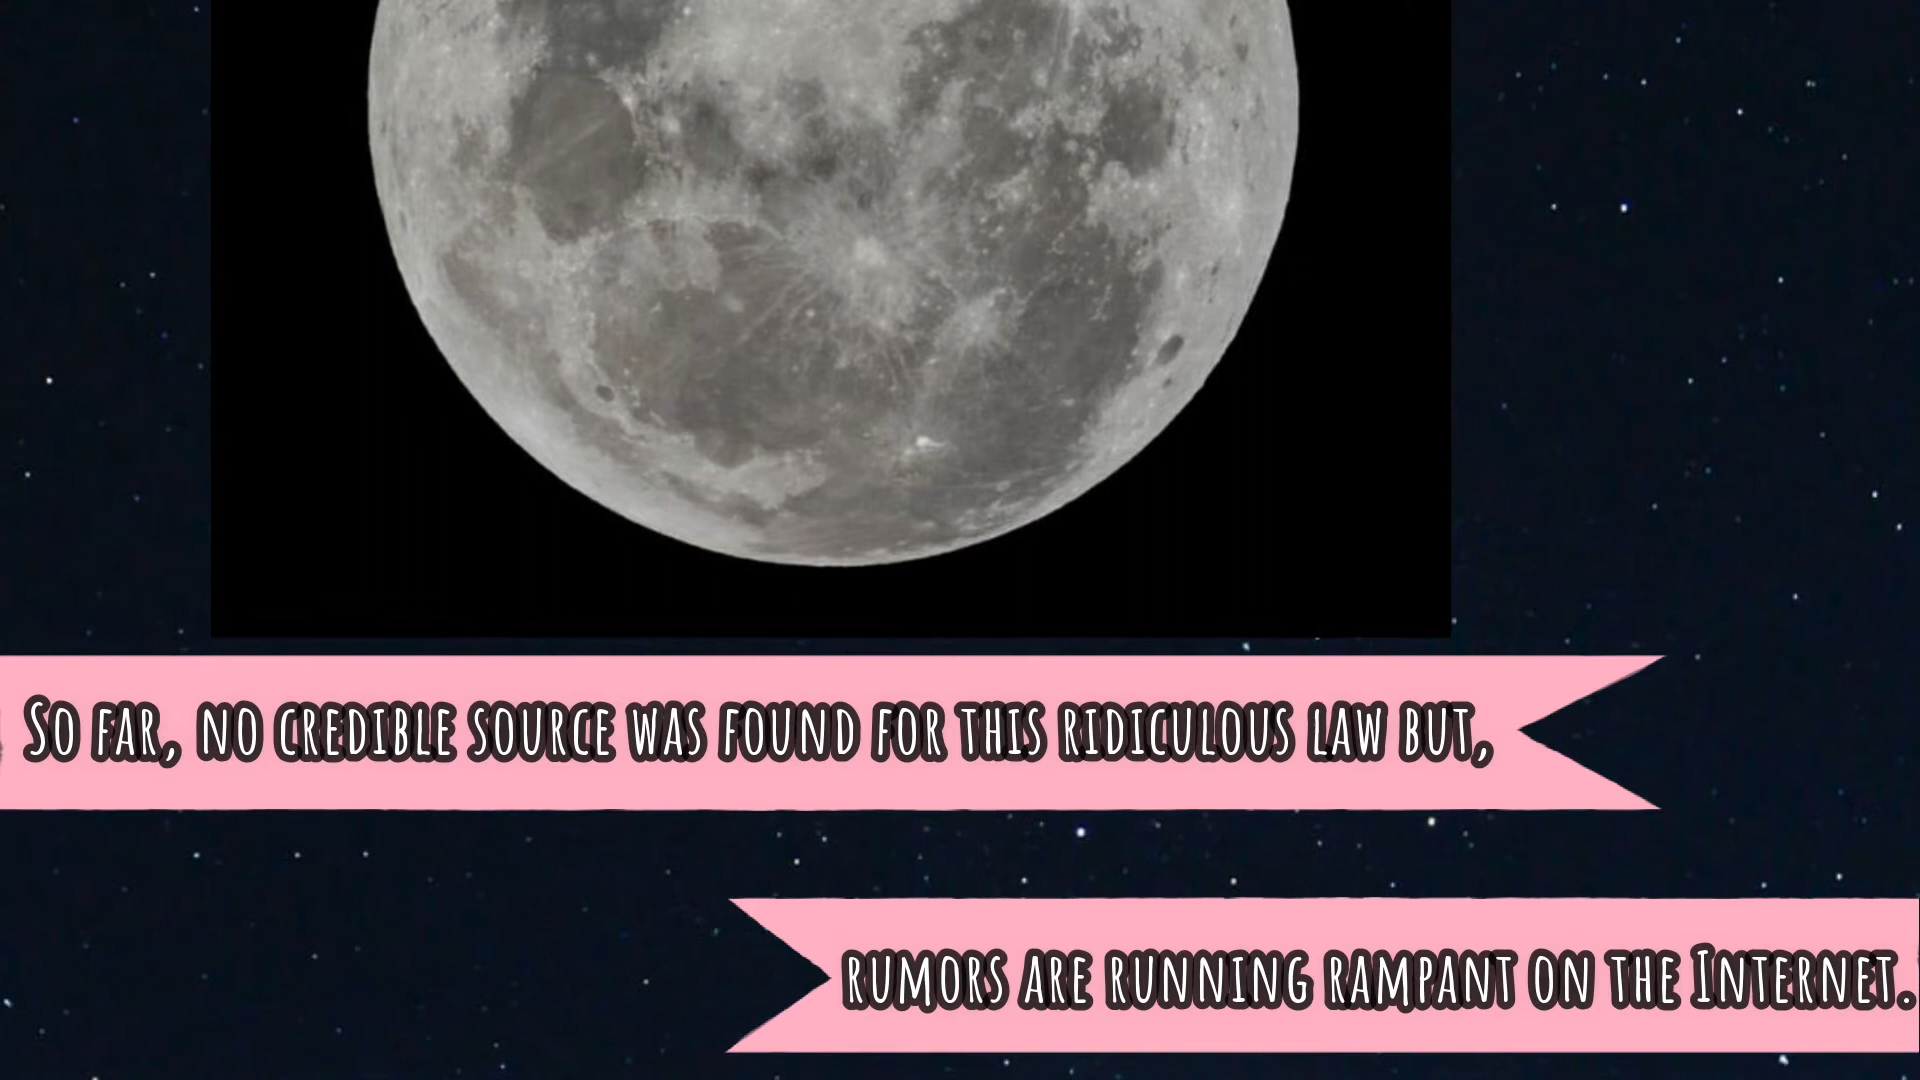 So far, no credible source was found for this ridiculous law but,
rumors are running rampant on the Internet.